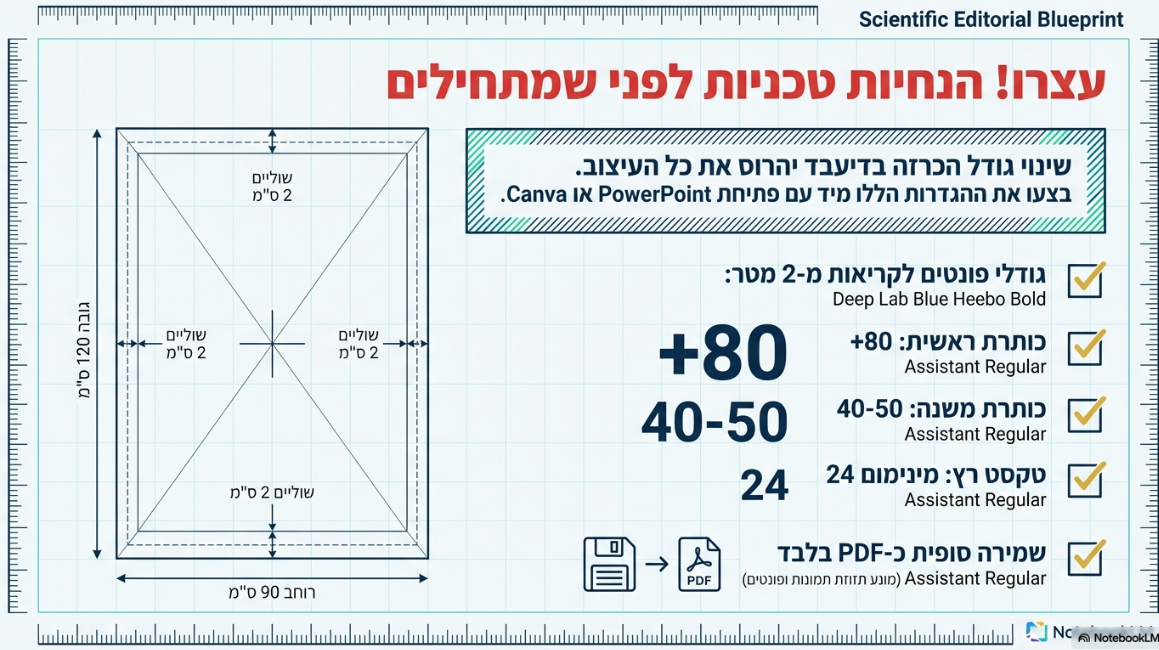 Scientific Editorial Blueprint
עצרו! הנחיות טכניות לפני שמתחילים
שינוי גודל הכרזה בדיעבד יהרוס את כל העיצוב.
בצעו את ההגדרות הללו מיד עם פתיחת PowerPoint או Canva.
גודלי פונטים לקריאות מ-2 מטר:
Deep Lab Blue Heebo Bold
כותרת ראשית: 80+
Assistant Regular
80+
כותרת משנה: 40-50
Assistant Regular
40-50
טקסט רץ: מינימום 24
Assistant Regular
24
שמירה סופית כ-PDF בלבד
Assistant Regular (מונע תזוזת תמונות ופונטים)
PDF
שוליים
2 ס"מ
שוליים
2 ס"מ
שוליים
2 ס"מ
שוליים 2 ס"מ
גובה 120 ס"מ
רוחב 90 ס"מ
NotebookLM